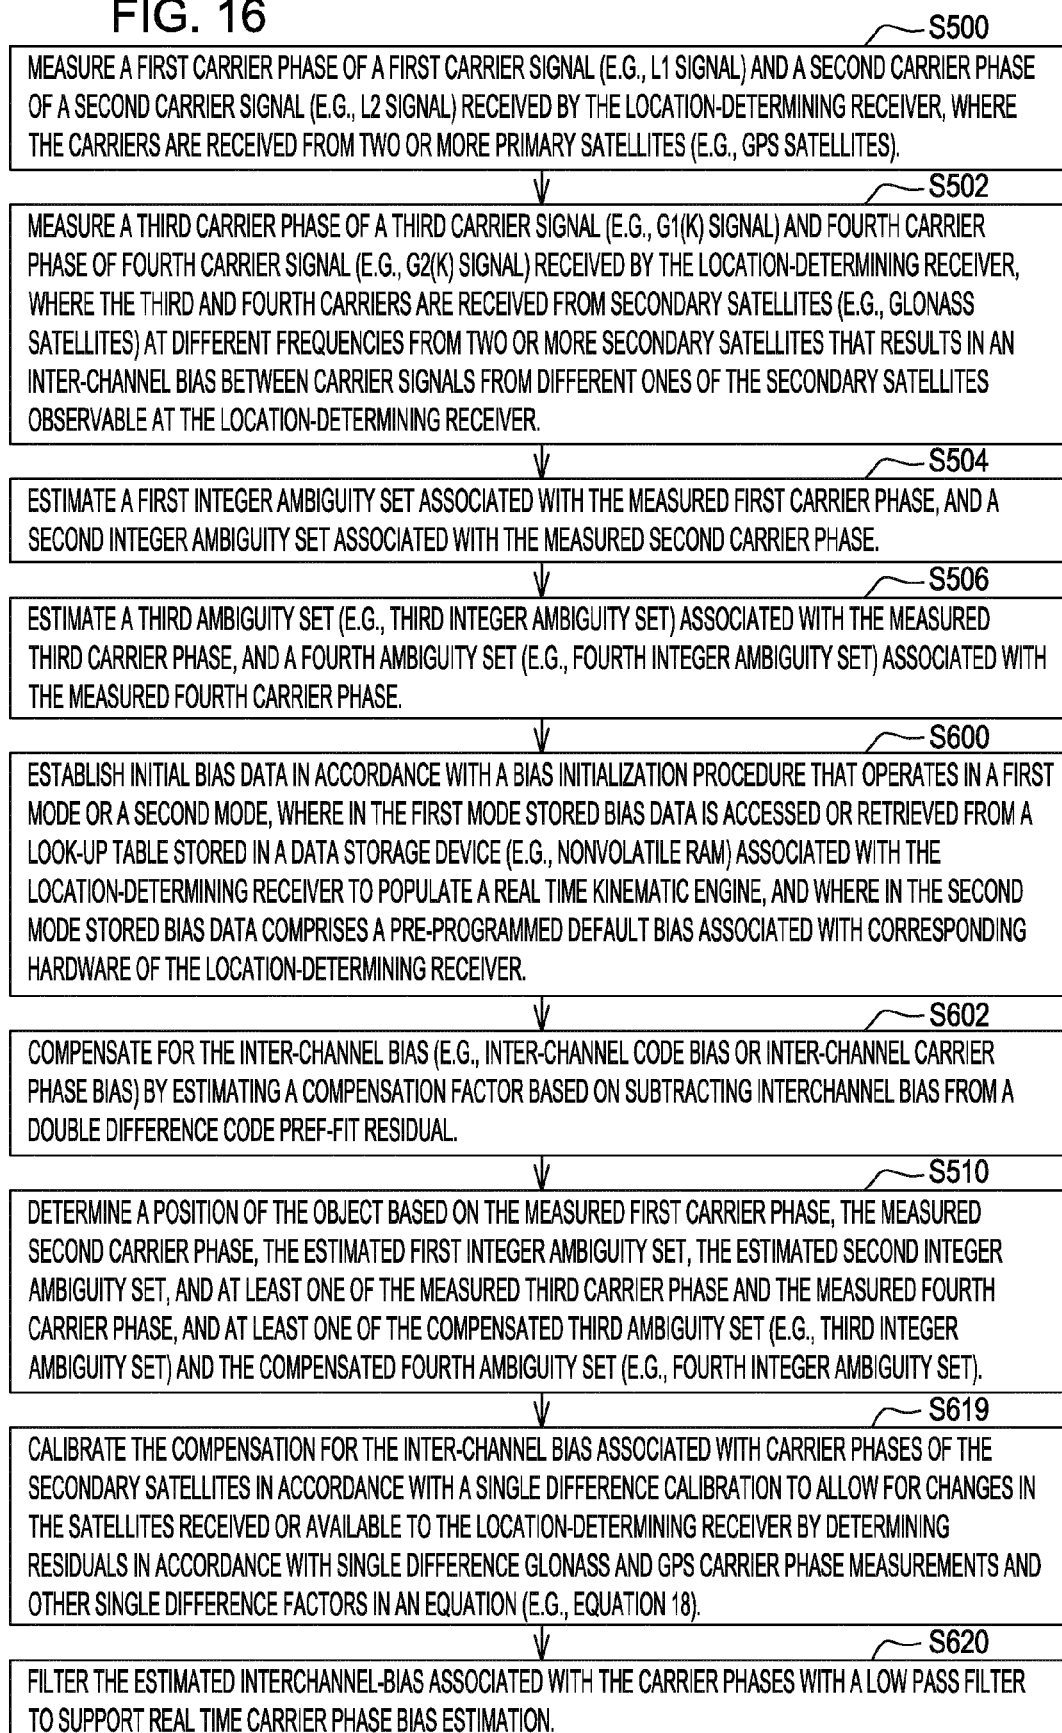 FIG. 16
S500
MEASURE A FIRST CARRIER PHASE OF A FIRST CARRIER SIGNAL (E.G., L1 SIGNAL) AND A SECOND CARRIER PHASE
OF A SECOND CARRIER SIGNAL (E.G., L2 SIGNAL) RECEIVED BY THE LOCATION-DETERMINING RECEIVER, WHERE
THE CARRIERS ARE RECEIVED FROM TWO OR MORE PRIMARY SATELLITES (E.G., GPS SATELLITES).
S502
MEASURE A THIRD CARRIER PHASE OF A THIRD CARRIER SIGNAL (E.G., G1(K) SIGNAL) AND FOURTH CARRIER
PHASE OF FOURTH CARRIER SIGNAL (E.G., G2(K) SIGNAL) RECEIVED BY THE LOCATION-DETERMINING RECEIVER,
WHERE THE THIRD AND FOURTH CARRIERS ARE RECEIVED FROM SECONDARY SATELLITES (E.G., GLONASS
SATELLITES) AT DIFFERENT FREQUENCIES FROM TWO OR MORE SECONDARY SATELLITES THAT RESULTS IN AN
INTER-CHANNEL BIAS BETWEEN CARRIER SIGNALS FROM DIFFERENT ONES OF THE SECONDARY SATELLITES
OBSERVABLE AT THE LOCATION-DETERMINING RECEIVER.
S504
ESTIMATE A FIRST INTEGER AMBIGUITY SET ASSOCIATED WITH THE MEASURED FIRST CARRIER PHASE, AND A
SECOND INTEGER AMBIGUITY SET ASSOCIATED WITH THE MEASURED SECOND CARRIER PHASE.
S506
ESTIMATE A THIRD AMBIGUITY SET (E.G., THIRD INTEGER AMBIGUITY SET) ASSOCIATED WITH THE MEASURED
THIRD CARRIER PHASE, AND A FOURTH AMBIGUITY SET (E.G., FOURTH INTEGER AMBIGUITY SET) ASSOCIATED WITH
THE MEASURED FOURTH CARRIER PHASE.
S600
ESTABLISH INITIAL BIAS DATA IN ACCORDANCE WITH A BIAS INITIALIZATION PROCEDURE THAT OPERATES IN A FIRST
MODE OR A SECOND MODE, WHERE IN THE FIRST MODE STORED BIAS DATA IS ACCESSED OR RETRIEVED FROM A
LOOK-UP TABLE STORED IN A DATA STORAGE DEVICE (E.G., NONVOLATILE RAM) ASSOCIATED WITH THE
LOCATION-DETERMINING RECEIVER TO POPULATE A REAL TIME KINEMATIC ENGINE, AND WHERE IN THE SECOND
MODE STORED BIAS DATA COMPRISES A PRE-PROGRAMMED DEFAULT BIAS ASSOCIATED WITH CORRESPONDING
HARDWARE OF THE LOCATION-DETERMINING RECEIVER.
S602
COMPENSATE FOR THE INTER-CHANNEL BIAS (E.G., INTER-CHANNEL CODE BIAS OR INTER-CHANNEL CARRIER
PHASE BIAS) BY ESTIMATING A COMPENSATION FACTOR BASED ON SUBTRACTING INTERCHANNEL BIAS FROM A
DOUBLE DIFFERENCE CODE PREF-FIT RESIDUAL.
S510
DETERMINE A POSITION OF THE OBJECT BASED ON THE MEASURED FIRST CARRIER PHASE, THE MEASURED
SECOND CARRIER PHASE, THE ESTIMATED FIRST INTEGER AMBIGUITY SET, THE ESTIMATED SECOND INTEGER
AMBIGUITY SET, AND AT LEAST ONE OF THE MEASURED THIRD CARRIER PHASE AND THE MEASURED FOURTH
CARRIER PHASE, AND AT LEAST ONE OF THE COMPENSATED THIRD AMBIGUITY SET (E.G., THIRD INTEGER
AMBIGUITY SET) AND THE COMPENSATED FOURTH AMBIGUITY SET (E.G., FOURTH INTEGER AMBIGUITY SET).
S619
CALIBRATE THE COMPENSATION FOR THE INTER-CHANNEL BIAS ASSOCIATED WITH CARRIER PHASES OF THE
SECONDARY SATELLITES IN ACCORDANCE WITH A SINGLE DIFFERENCE CALIBRATION TO ALLOW FOR CHANGES IN
THE SATELLITES RECEIVED OR AVAILABLE TO THE LOCATION-DETERMINING RECEIVER BY DETERMINING
RESIDUALS IN ACCORDANCE WITH SINGLE DIFFERENCE GLONASS AND GPS CARRIER PHASE MEASUREMENTS AND
OTHER SINGLE DIFFERENCE FACTORS IN AN EQUATION (E.G., EQUATION 18).
S620
FILTER THE ESTIMATED INTERCHANNEL-BIAS ASSOCIATED WITH THE CARRIER PHASES WITH A LOW PASS FILTER
TO SUPPORT REAL TIME CARRIER PHASE BIAS ESTIMATION.